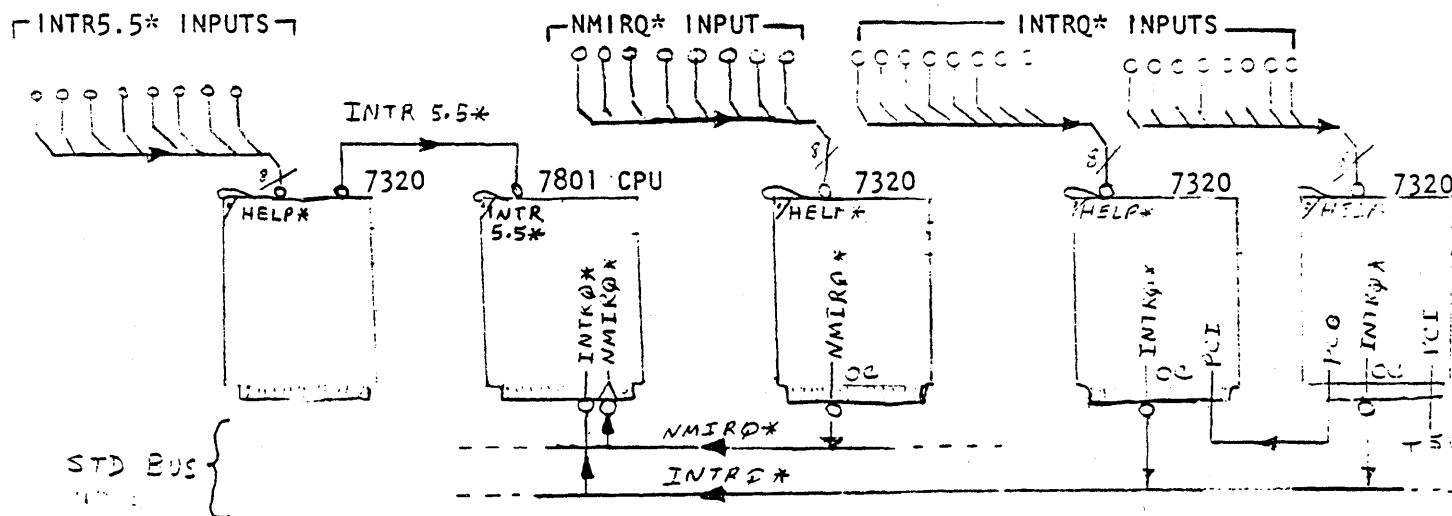 INTR5.5* INPUTS
NMIRQ* INPUT
INTRQ* INPUTS
INTR 5.5*
8
7320
7801 CPU
8
7320
8
7320
7320
HELP*
INTR
5.5*
HELP*
HELP*
INTRQ*
NMIRQ*
NMIRQ*
OC
INTRQ*
OC
PCI
PCO
INTRQ*
OC
PCI
NMIRQ*
STD BUS